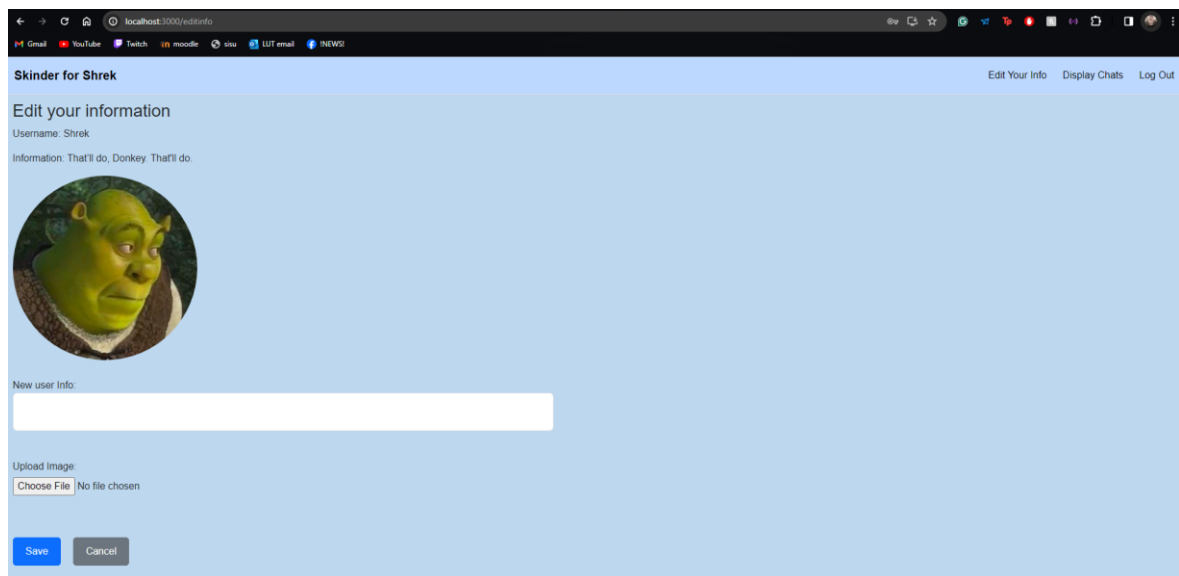 localhost:3000/editinfo
Gmail YouTube Twitch moodle sisu LUT email !NEWS!
Skinder for Shrek Edit Your Info Display Chats Log Out
Edit your information
Username: Shrek
Information: That'll do, Donkey. That'll do.
New user Info:
Upload Image:
Choose File No file chosen
Save Cancel